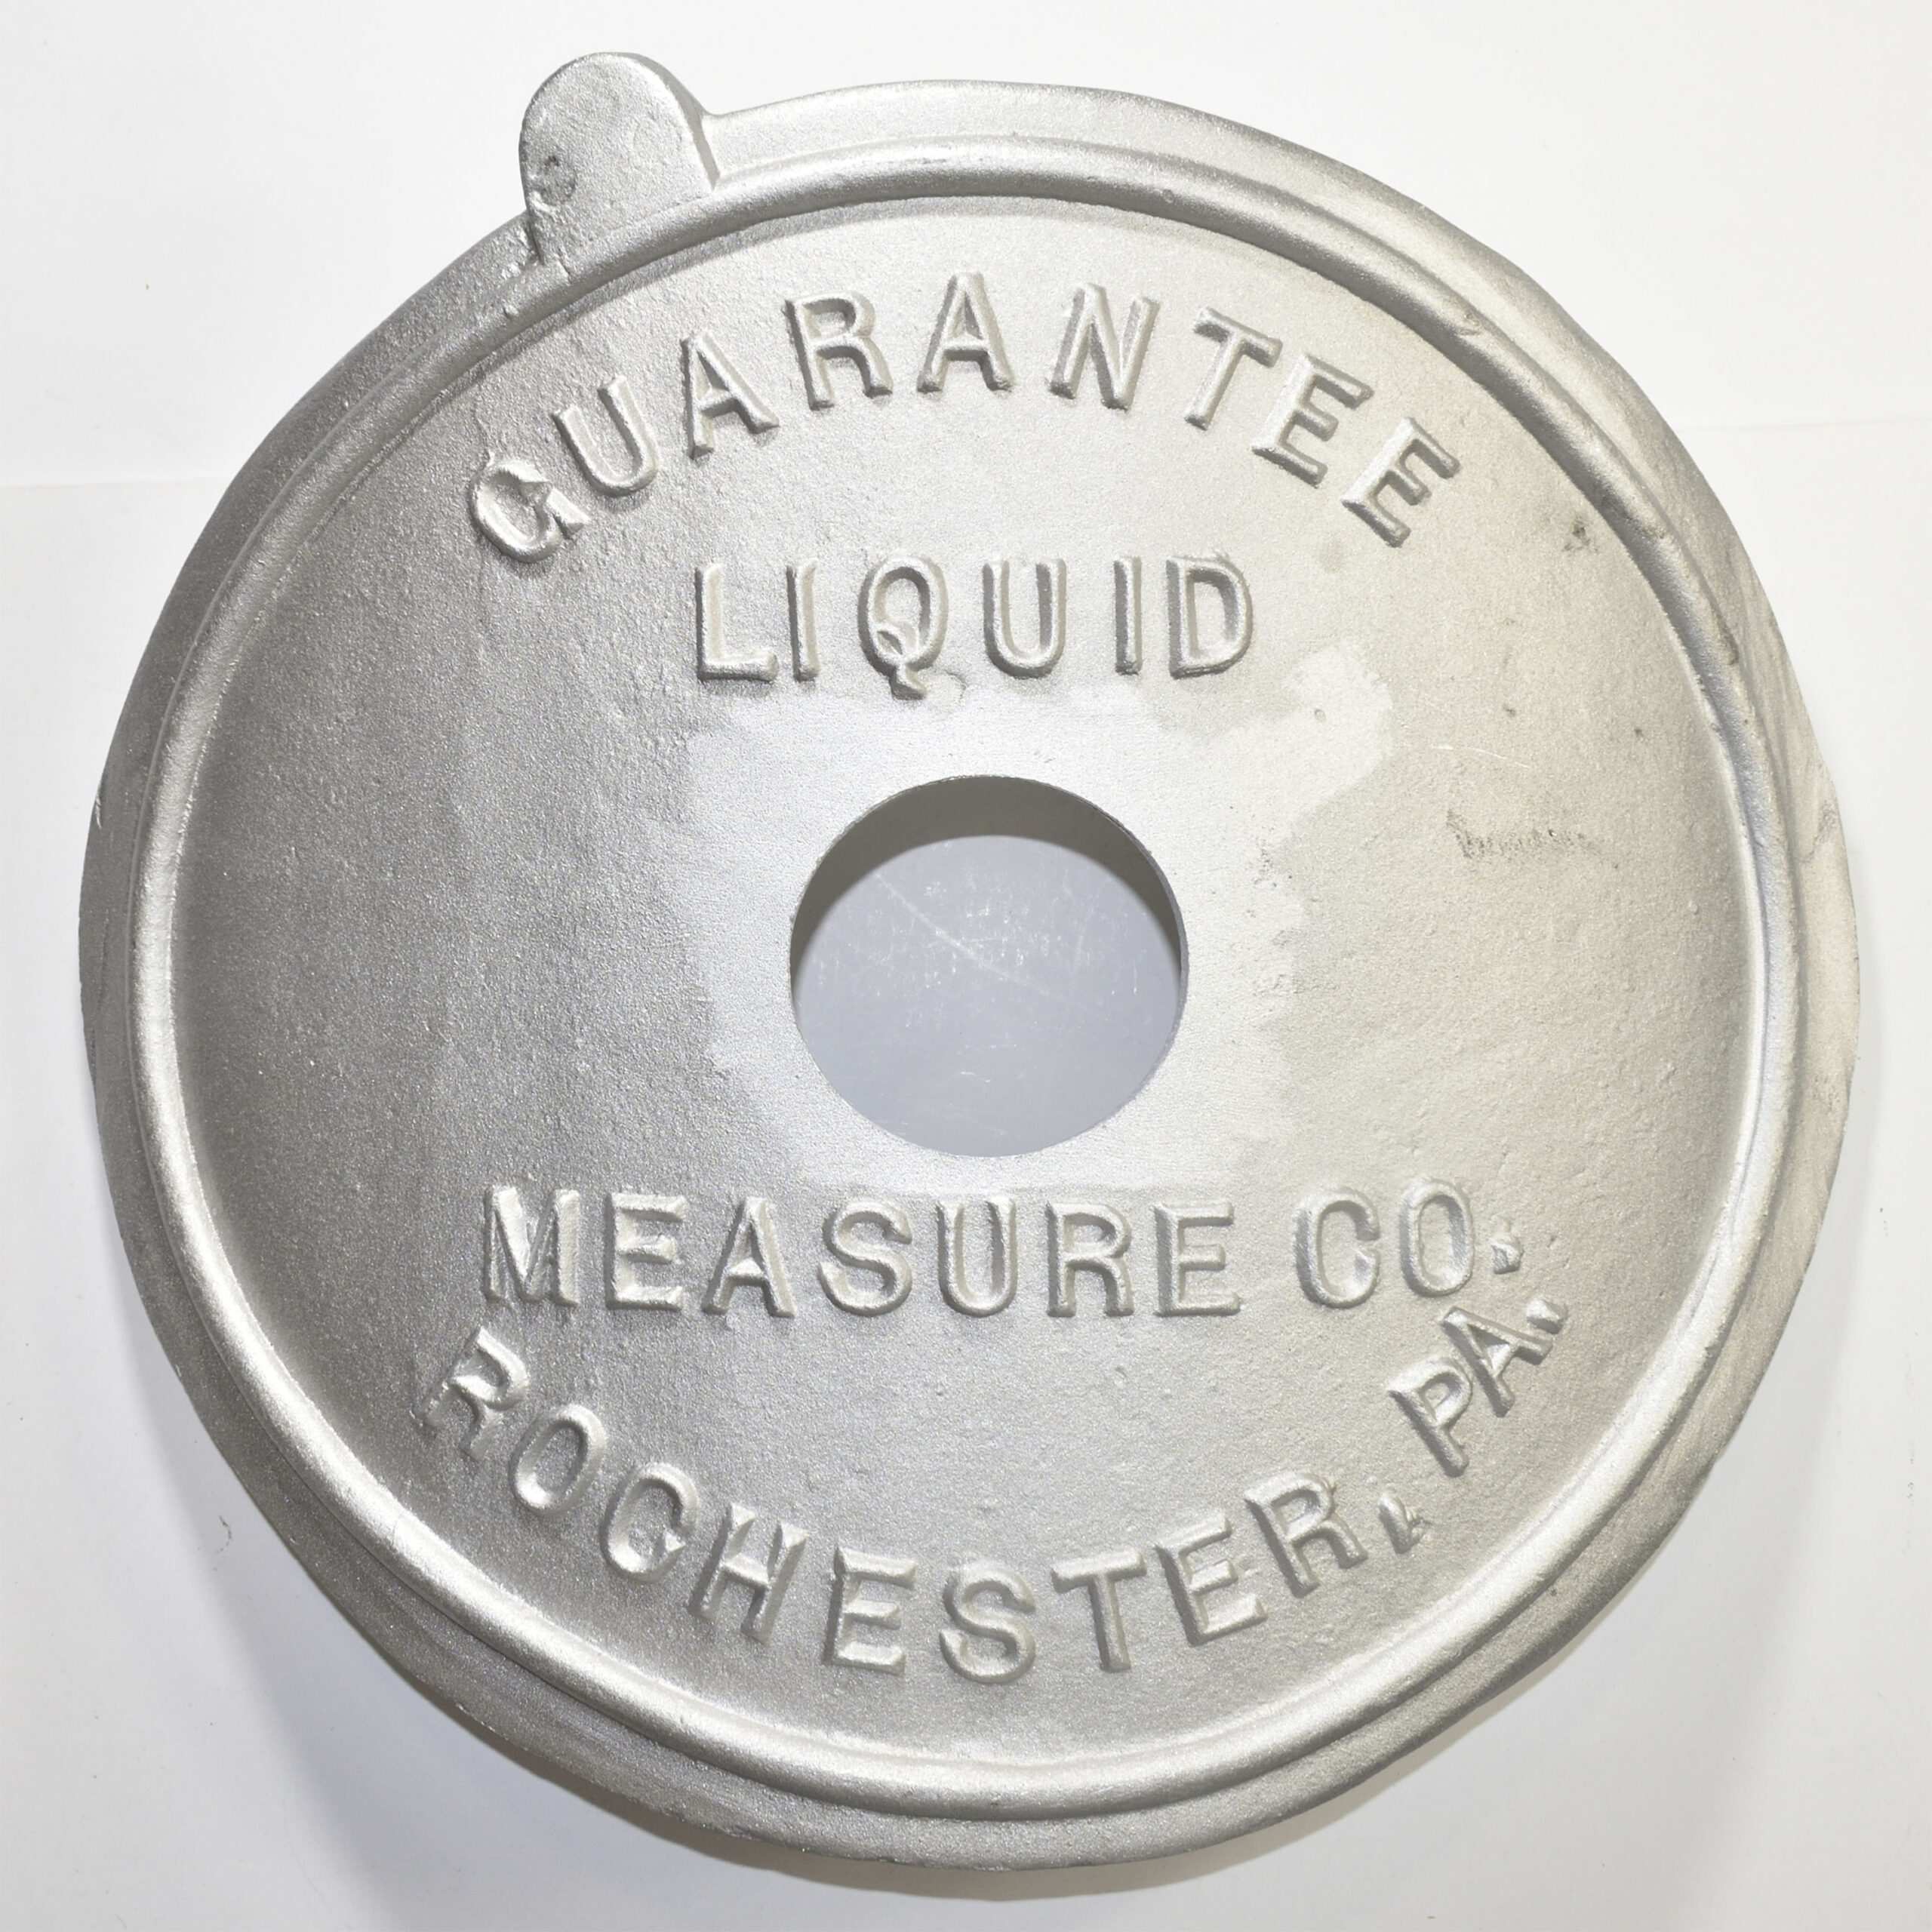 GUARANTEE
LIQUID
MEASURE CO.
ROCHESTER, PA.